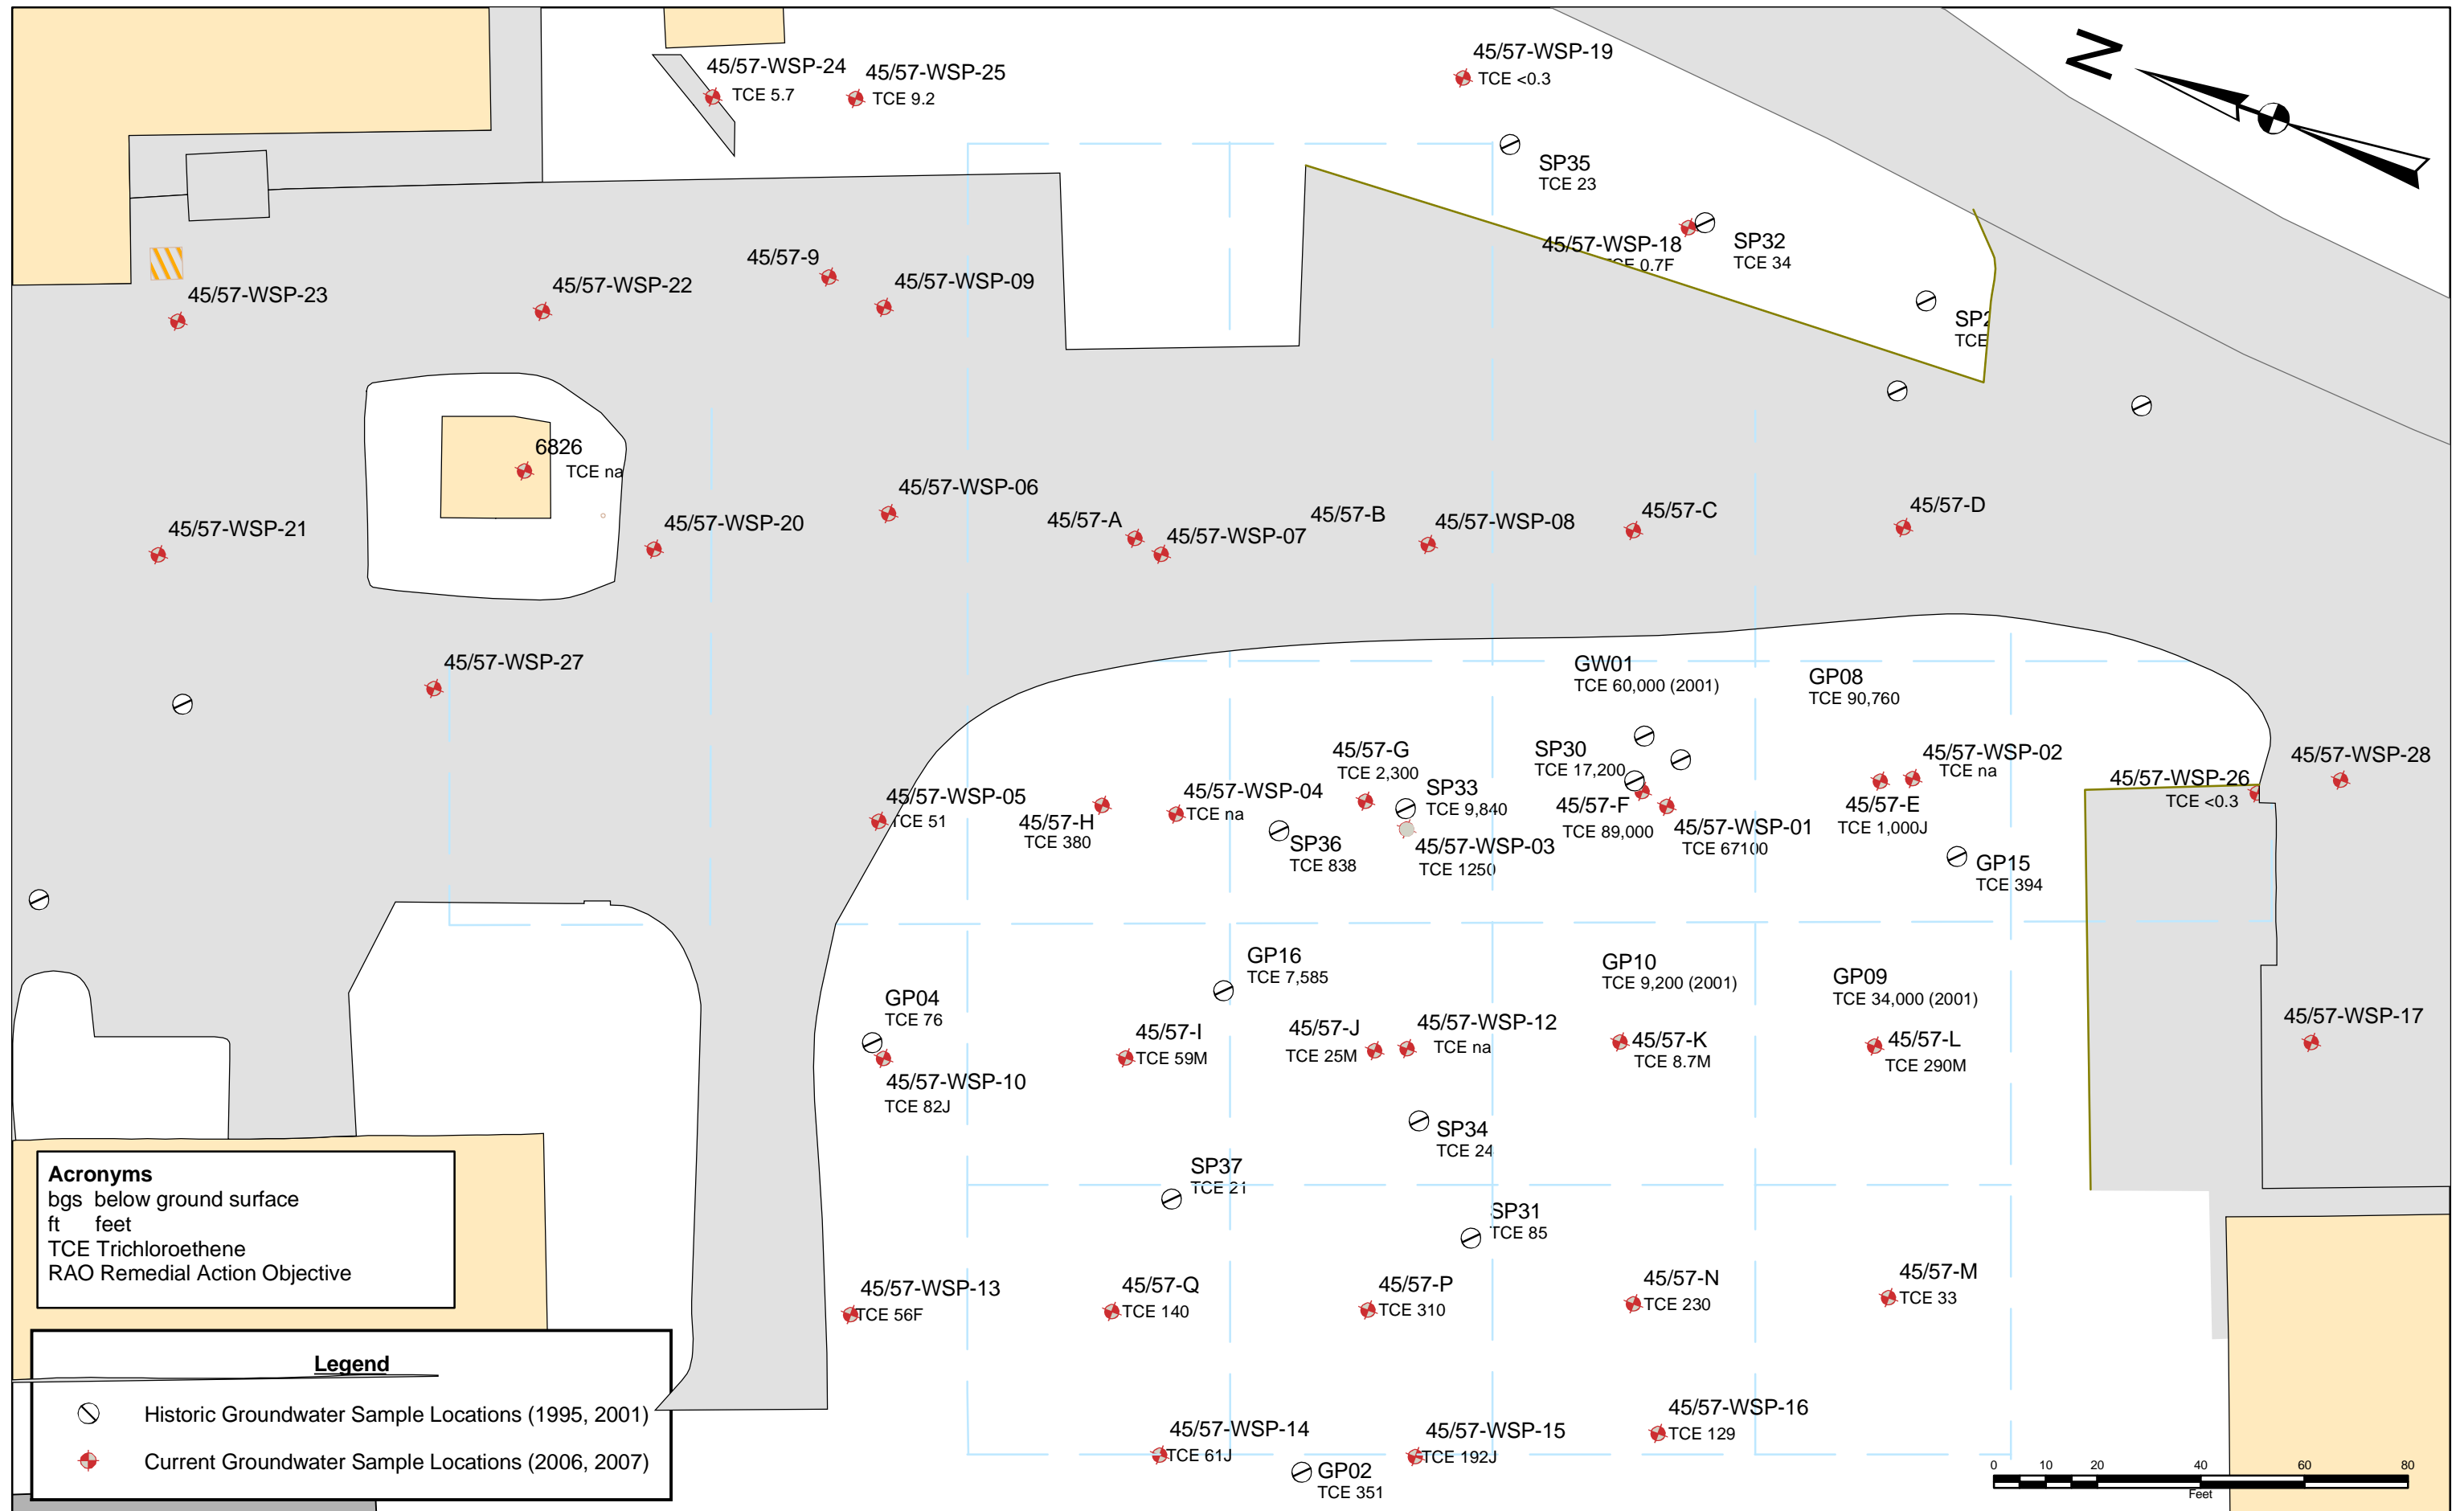 45/57-WSP-24
TCE 5.7
45/57-WSP-25
TCE 9.2
45/57-WSP-19
TCE <0.3
N
SP35
TCE 23
45/57-WSP-18
TCE 0.7F
SP32
TCE 34
45/57-WSP-23
45/57-WSP-22
45/57-9
45/57-WSP-09
SP2
TCE
6826
TCE na
45/57-WSP-21
45/57-WSP-20
45/57-WSP-06
45/57-A
45/57-WSP-07
45/57-B
45/57-WSP-08
45/57-C
45/57-D
45/57-WSP-27
GW01
TCE 60,000 (2001)
GP08
TCE 90,760
45/57-G
TCE 2,300
SP30
TCE 17,200
45/57-WSP-02
TCE na
45/57-WSP-26
TCE <0.3
45/57-WSP-28
45/57-WSP-05
TCE 51
45/57-H
TCE 380
45/57-WSP-04
TCE na
SP33
TCE 9,840
45/57-F
TCE 89,000
45/57-WSP-01
TCE 67100
45/57-E
TCE 1,000J
SP36
TCE 838
45/57-WSP-03
TCE 1250
GP15
TCE 394
GP16
TCE 7,585
GP10
TCE 9,200 (2001)
GP09
TCE 34,000 (2001)
GP04
TCE 76
45/57-WSP-10
TCE 82J
45/57-I
TCE 59M
45/57-J
TCE 25M
45/57-WSP-12
TCE na
45/57-K
TCE 8.7M
45/57-L
TCE 290M
45/57-WSP-17
SP34
TCE 24
SP37
TCE 21
SP31
TCE 85
45/57-WSP-13
TCE 56F
45/57-Q
TCE 140
45/57-P
TCE 310
45/57-N
TCE 230
45/57-M
TCE 33
45/57-WSP-14
TCE 61J
45/57-WSP-15
TCE 192J
45/57-WSP-16
TCE 129
GP02
TCE 351
Acronyms
bgs below ground surface
ft feet
TCE Trichloroethene
RAO Remedial Action Objective
Legend
Historic Groundwater Sample Locations (1995, 2001)
Current Groundwater Sample Locations (2006, 2007)
0 10 20 40 60 80
Feet